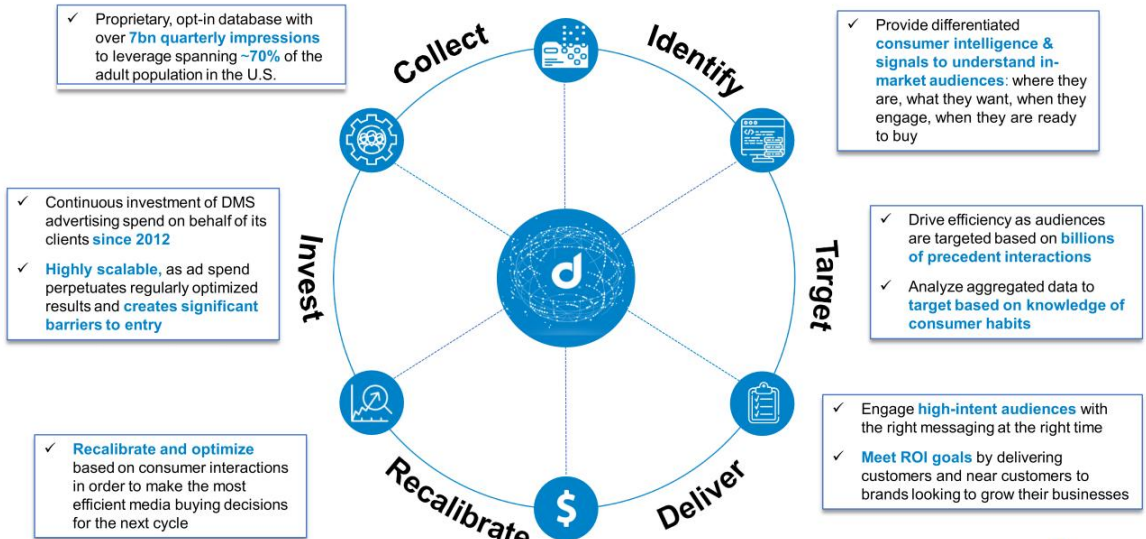 Collect
✓ Proprietary, opt-in database with
over 7bn quarterly impressions
to leverage spanning ~70% of the
adult population in the U.S.
Identify
✓ Provide differentiated
consumer intelligence &
signals to understand in-
market audiences: where they
are, what they want, when they
engage, when they are ready
to buy
Target
✓ Drive efficiency as audiences
are targeted based on billions
of precedent interactions
✓ Analyze aggregated data to
target based on knowledge of
consumer habits
Deliver
✓ Engage high-intent audiences with
the right messaging at the right time
✓ Meet ROI goals by delivering
customers and near customers to
brands looking to grow their businesses
Recalibrate
✓ Recalibrate and optimize
based on consumer interactions
in order to make the most
efficient media buying decisions
for the next cycle
Invest
✓ Continuous investment of DMS
advertising spend on behalf of its
clients since 2012
✓ Highly scalable, as ad spend
perpetuates regularly optimized
results and creates significant
barriers to entry
d
$